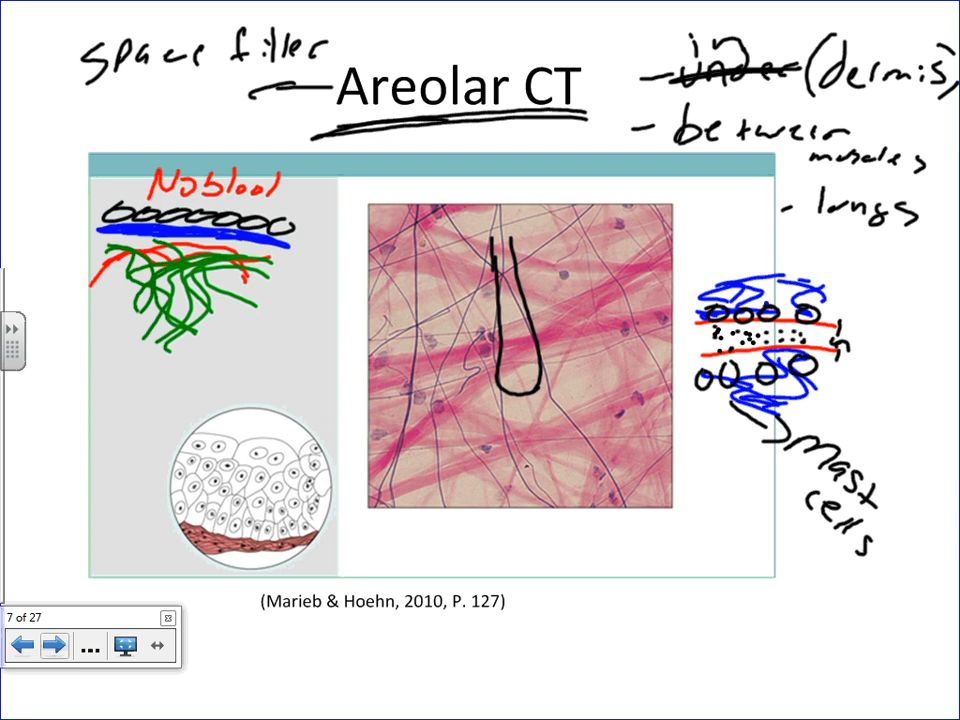 space filler
Areolar CT
- in under (dermis)
- between
muscles
- lungs
No blood
mast
cells
(Marieb & Hoehn, 2010, P. 127)
7 of 27
...